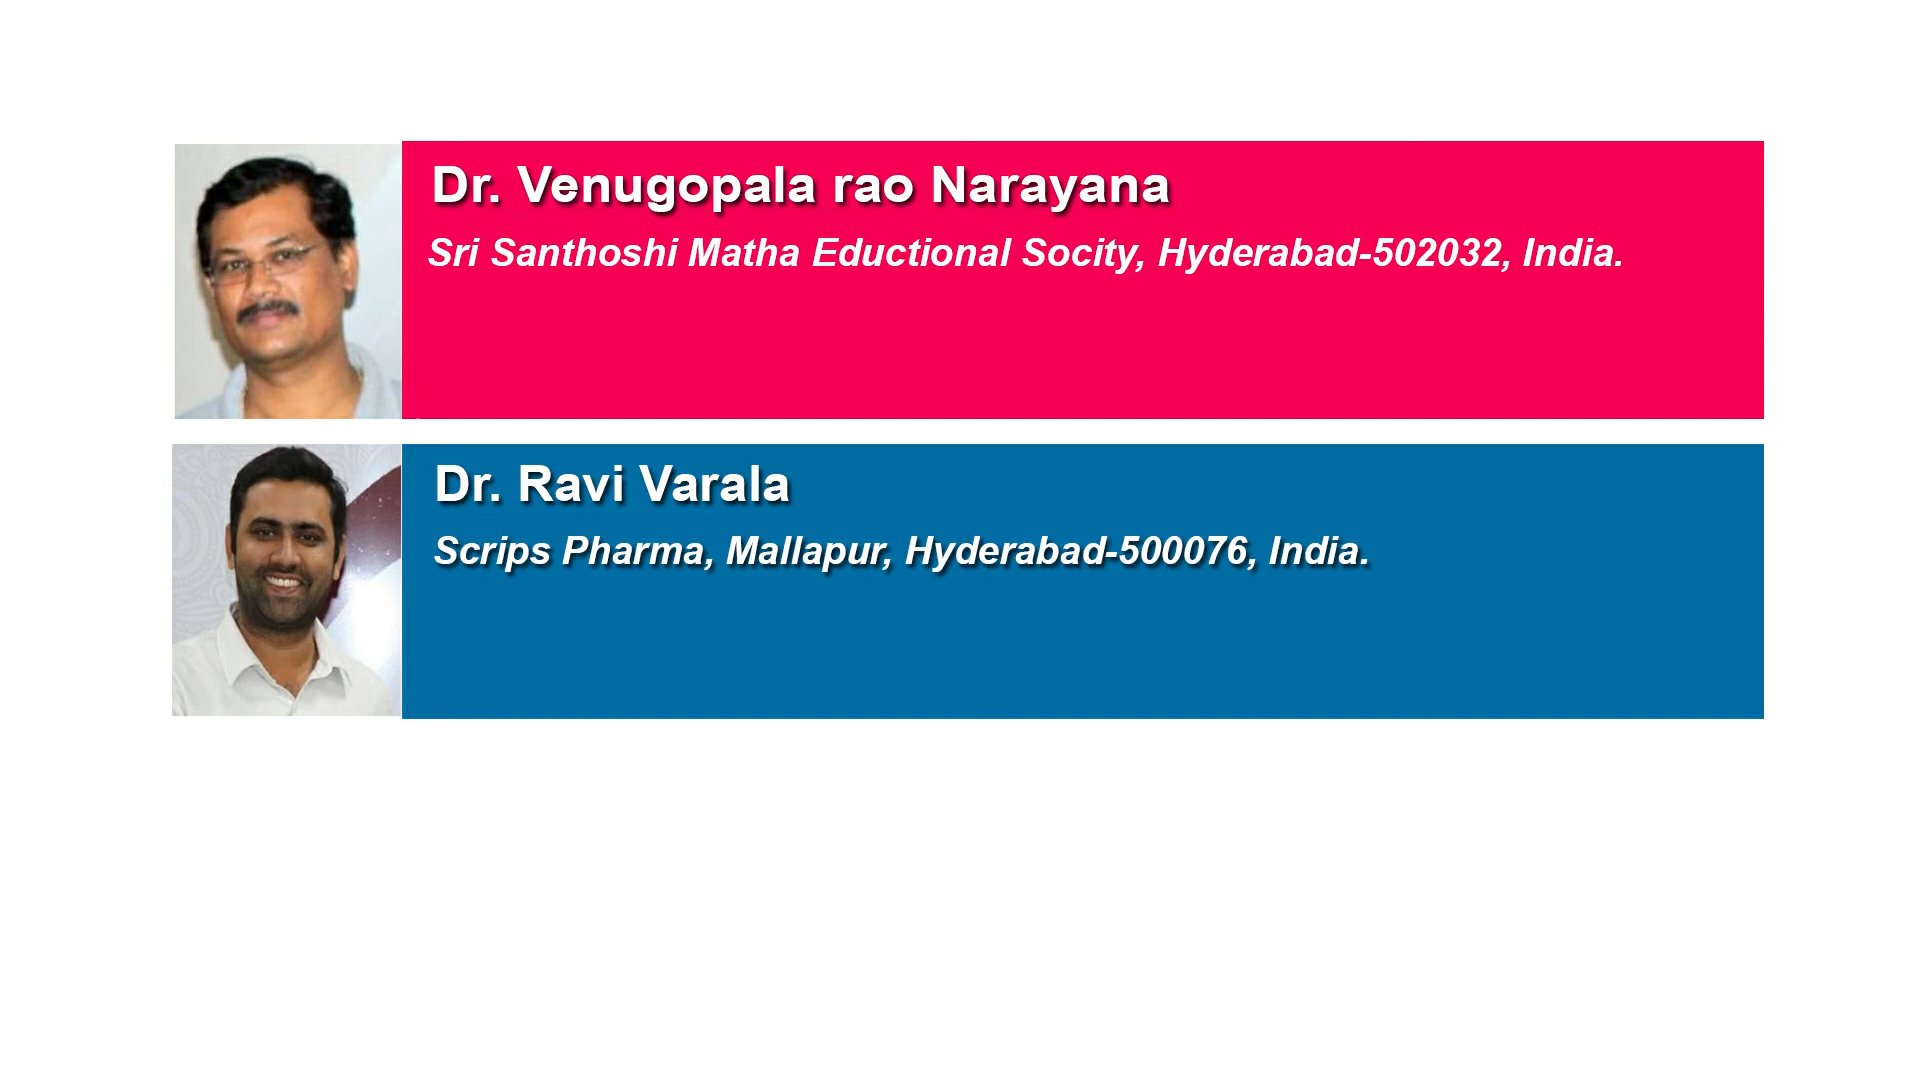 Dr. Venugopala rao Narayana
Sri Santhoshi Matha Eductional Socity, Hyderabad-502032, India.
Dr. Ravi Varala
Scrips Pharma, Mallapur, Hyderabad-500076, India.